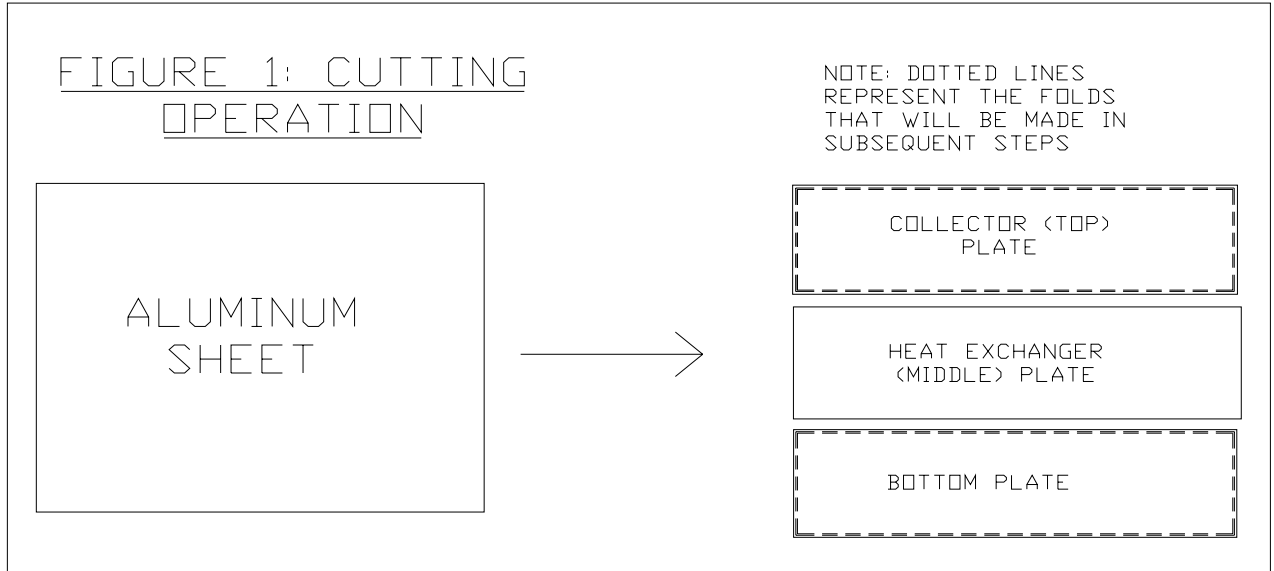 FIGURE 1: CUTTING
OPERATION
NOTE: DOTTED LINES
REPRESENT THE FOLDS
THAT WILL BE MADE IN
SUBSEQUENT STEPS
ALUMINUM
SHEET
COLLECTOR (TOP)
PLATE
HEAT EXCHANGER
(MIDDLE) PLATE
BOTTOM PLATE